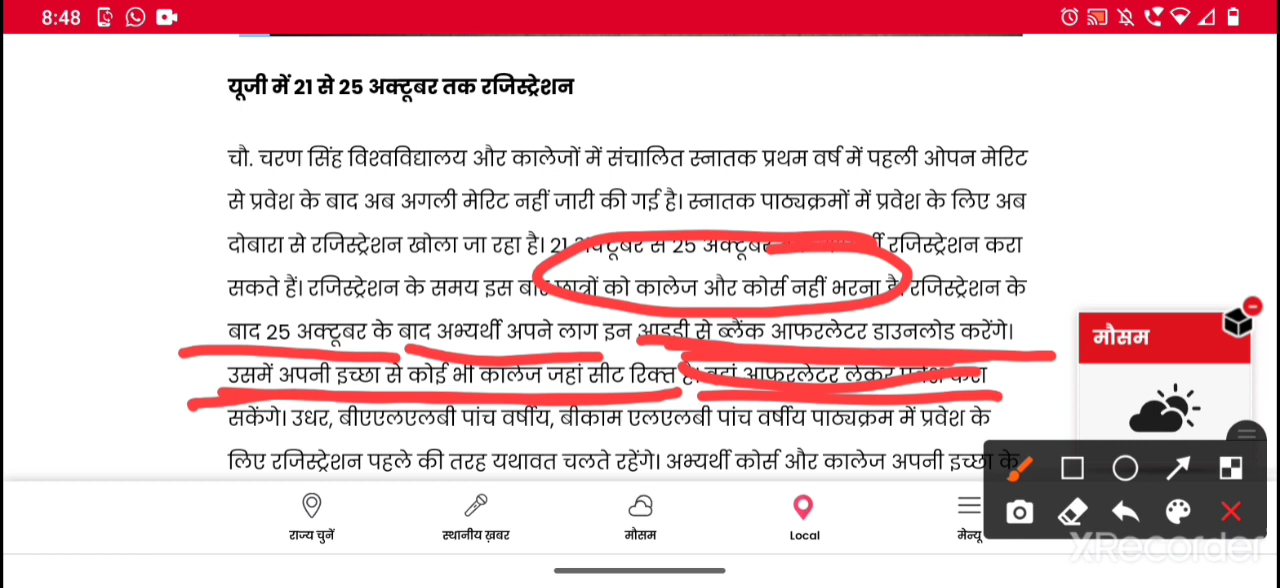 8:48
यूजी में 21 से 25 अक्टूबर तक रजिस्ट्रेशन
चौ. चरण सिंह विश्वविद्यालय और कालेजों में संचालित स्नातक प्रथम वर्ष में पहली ओपन मेरिट
से प्रवेश के बाद अब अगली मेरिट नहीं जारी की गई है। स्नातक पाठ्यक्रमों में प्रवेश के लिए अब
दोबारा से रजिस्ट्रेशन खोला जा रहा है। 21 अक्टूबर से 25 अक्टूबर रजिस्ट्रेशन करा
सकते हैं। रजिस्ट्रेशन के समय इस बार छात्रों को कालेज और कोर्स नहीं भरना है। रजिस्ट्रेशन के
बाद 25 अक्टूबर के बाद अभ्यर्थी अपने लाग इन आइडी से ब्लैंक आफरलेटर डाउनलोड करेंगे।
उसमें अपनी इच्छा से कोई भी कालेज जहां सीट रिक्त है। वहां आफरलेटर लेकर प्रवेश करा
सकेंगे। उधर, बीएएलएलबी पांच वर्षीय, बीकाम एलएलबी पांच वर्षीय पाठ्यक्रम में प्रवेश के
लिए रजिस्ट्रेशन पहले की तरह यथावत चलते रहेंगे। अभ्यर्थी कोर्स और कालेज अपनी इच्छा के
मौसम
राज्य चुनें
स्थानीय ख़बर
मौसम
Local
मेन्यू
XRecorder